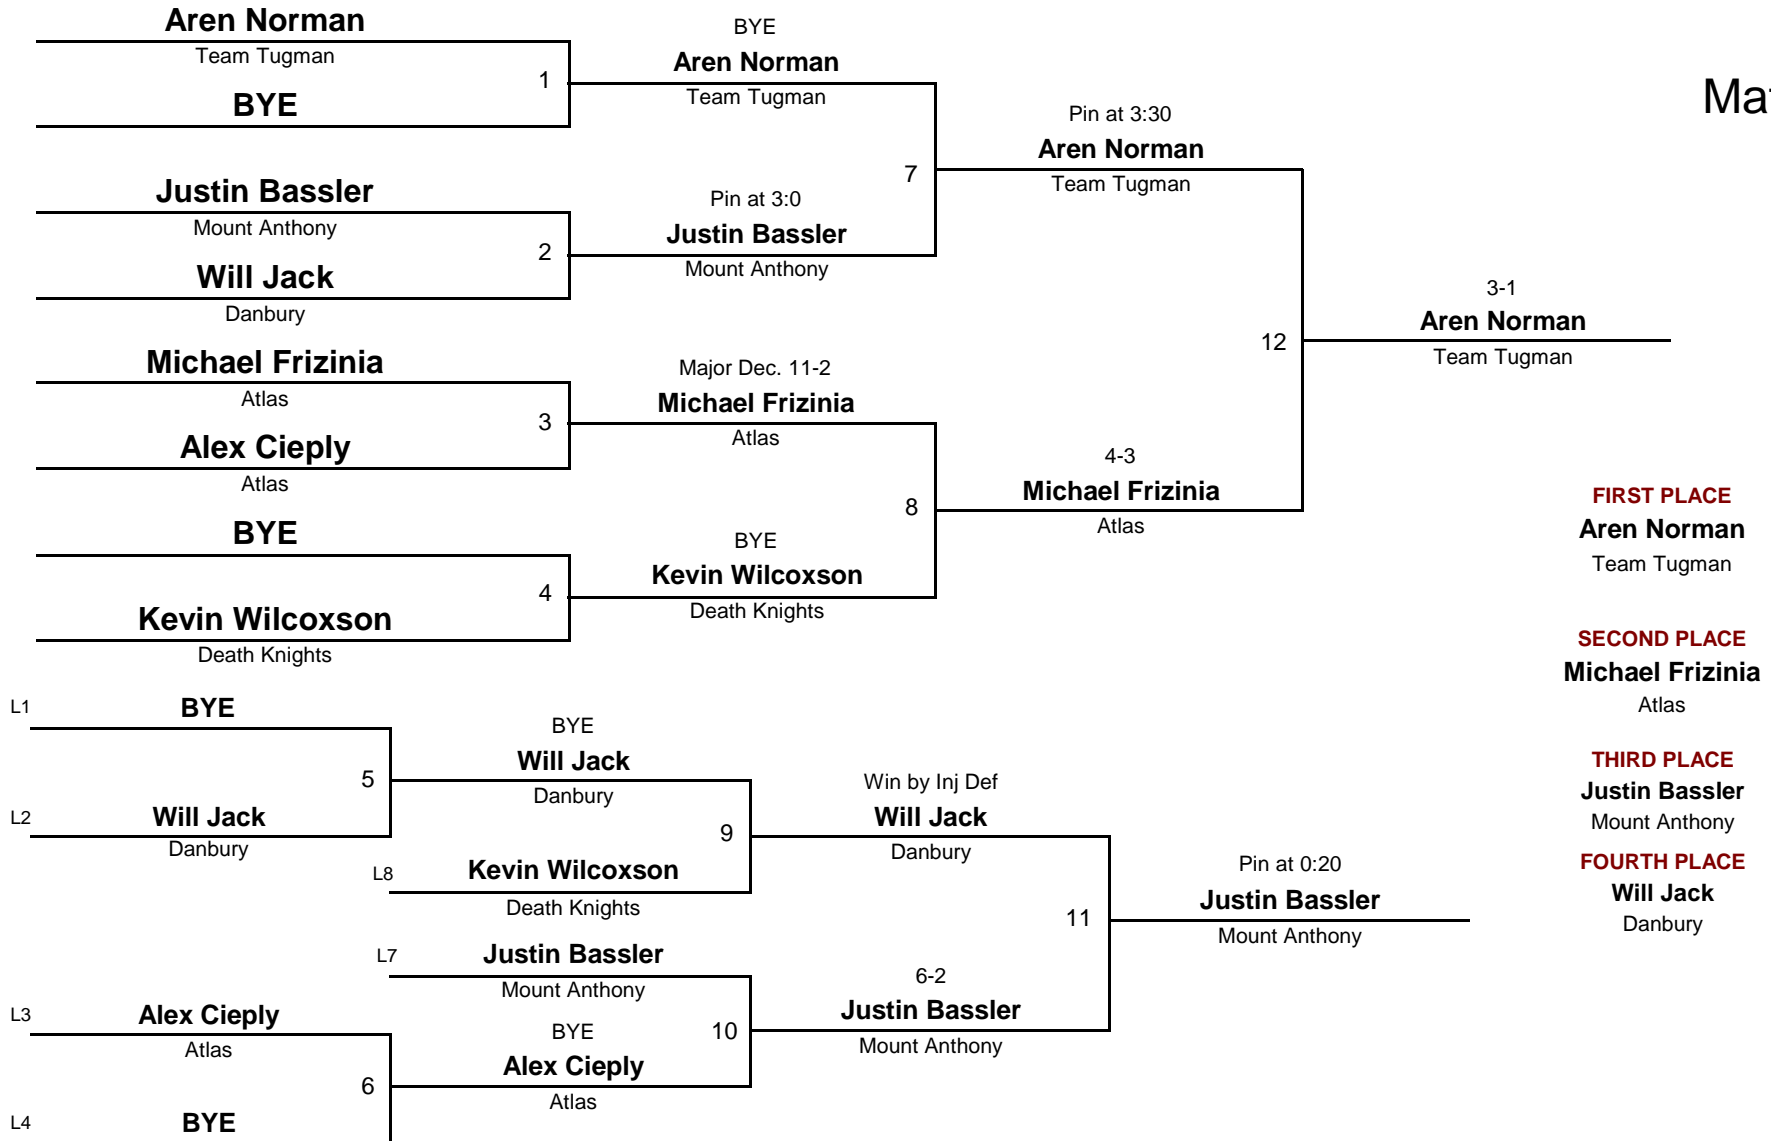 Aren Norman
Team Tugman
1
BYE
BYE
Aren Norman
Team Tugman
Justin Bassler
Mount Anthony
2
Will Jack
Danbury
Pin at 3:0
Justin Bassler
Mount Anthony
7
Pin at 3:30
Aren Norman
Team Tugman
Michael Frizinia
Atlas
3
Alex Cieply
Atlas
Major Dec. 11-2
Michael Frizinia
Atlas
BYE
4
Kevin Wilcoxson
Death Knights
BYE
Kevin Wilcoxson
Death Knights
8
4-3
Michael Frizinia
Atlas
12
3-1
Aren Norman
Team Tugman
FIRST PLACE
Aren Norman
Team Tugman
SECOND PLACE
Michael Frizinia
Atlas
THIRD PLACE
Justin Bassler
Mount Anthony
FOURTH PLACE
Will Jack
Danbury
L1
BYE
5
L2
Will Jack
Danbury
BYE
Will Jack
Danbury
9
L8
Kevin Wilcoxson
Death Knights
Win by Inj Def
Will Jack
Danbury
L7
Justin Bassler
Mount Anthony
10
L3
Alex Cieply
Atlas
6
L4
BYE
BYE
Alex Cieply
Atlas
6-2
Justin Bassler
Mount Anthony
11
Pin at 0:20
Justin Bassler
Mount Anthony